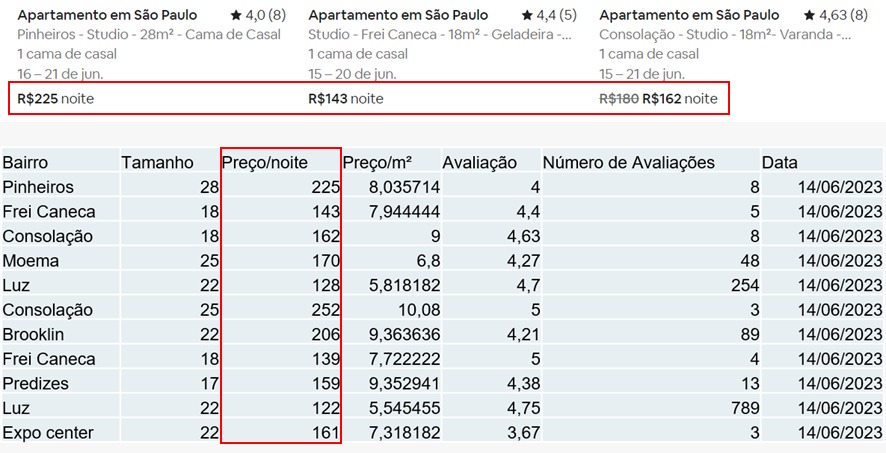 Apartamento em São Paulo ★ 4,0 (8) Apartamento em São Paulo ★ 4,4 (5) Apartamento em São Paulo ★ 4,63 (8)
Pinheiros - Studio - 28m² - Cama de Casal Studio - Frei Caneca - 18m² - Geladeira -... Consolação - Studio - 18m²- Varanda -...
1 cama de casal 1 cama de casal 1 cama de casal
16 – 21 de jun. 15 – 20 de jun. 15 – 21 de jun.
R$225 noite R$143 noite R$180 R$162 noite
Bairro Tamanho Preço/noite Preço/m² Avaliação Número de Avaliações Data
Pinheiros 28 225 8,035714 4 8 14/06/2023
Frei Caneca 18 143 7,944444 4,4 5 14/06/2023
Consolação 18 162 9 4,63 8 14/06/2023
Moema 25 170 6,8 4,27 48 14/06/2023
Luz 22 128 5,818182 4,7 254 14/06/2023
Consolação 25 252 10,08 5 3 14/06/2023
Brooklin 22 206 9,363636 4,21 89 14/06/2023
Frei Caneca 18 139 7,722222 5 4 14/06/2023
Predizes 17 159 9,352941 4,38 13 14/06/2023
Luz 22 122 5,545455 4,75 789 14/06/2023
Expo center 22 161 7,318182 3,67 3 14/06/2023